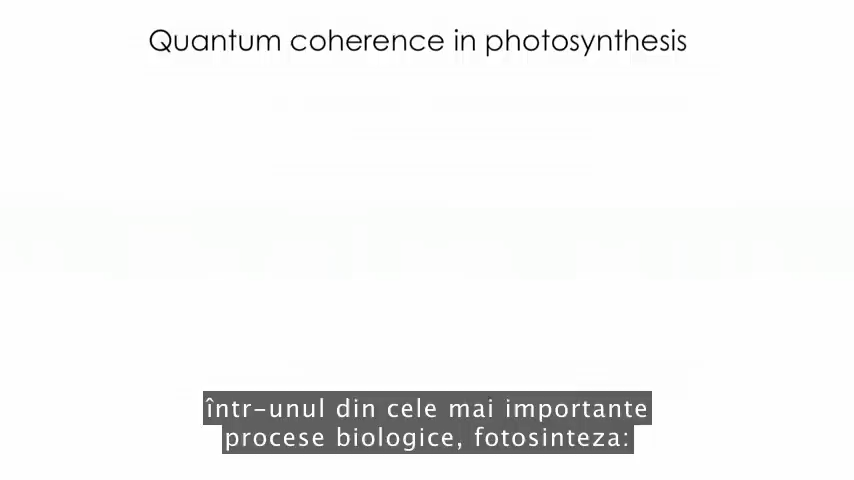 Quantum coherence in photosynthesis
într-unul din cele mai importante
procese biologice, fotosinteza: